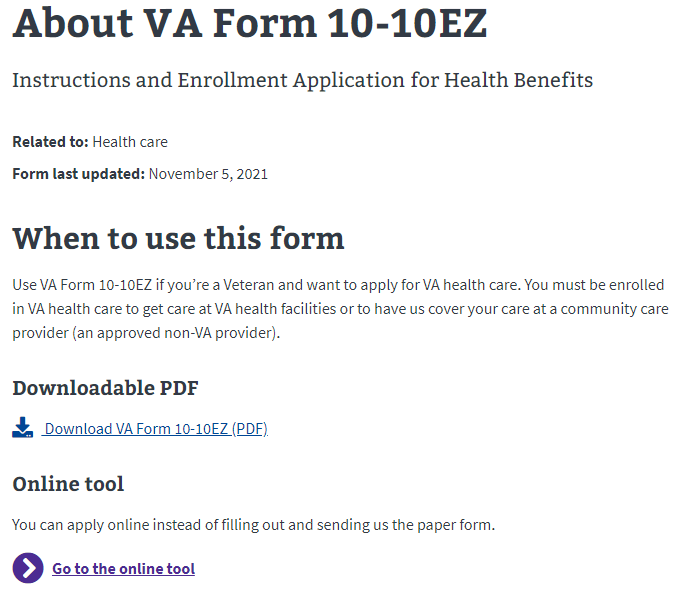 About VA Form 10-10EZ
Instructions and Enrollment Application for Health Benefits
Related to: Health care
Form last updated: November 5, 2021
When to use this form
Use VA Form 10-10EZ if you’re a Veteran and want to apply for VA health care. You must be enrolled
in VA health care to get care at VA health facilities or to have us cover your care at a community care
provider (an approved non-VA provider).
Downloadable PDF
Download VA Form 10-10EZ (PDF)
Online tool
You can apply online instead of filling out and sending us the paper form.
Go to the online tool